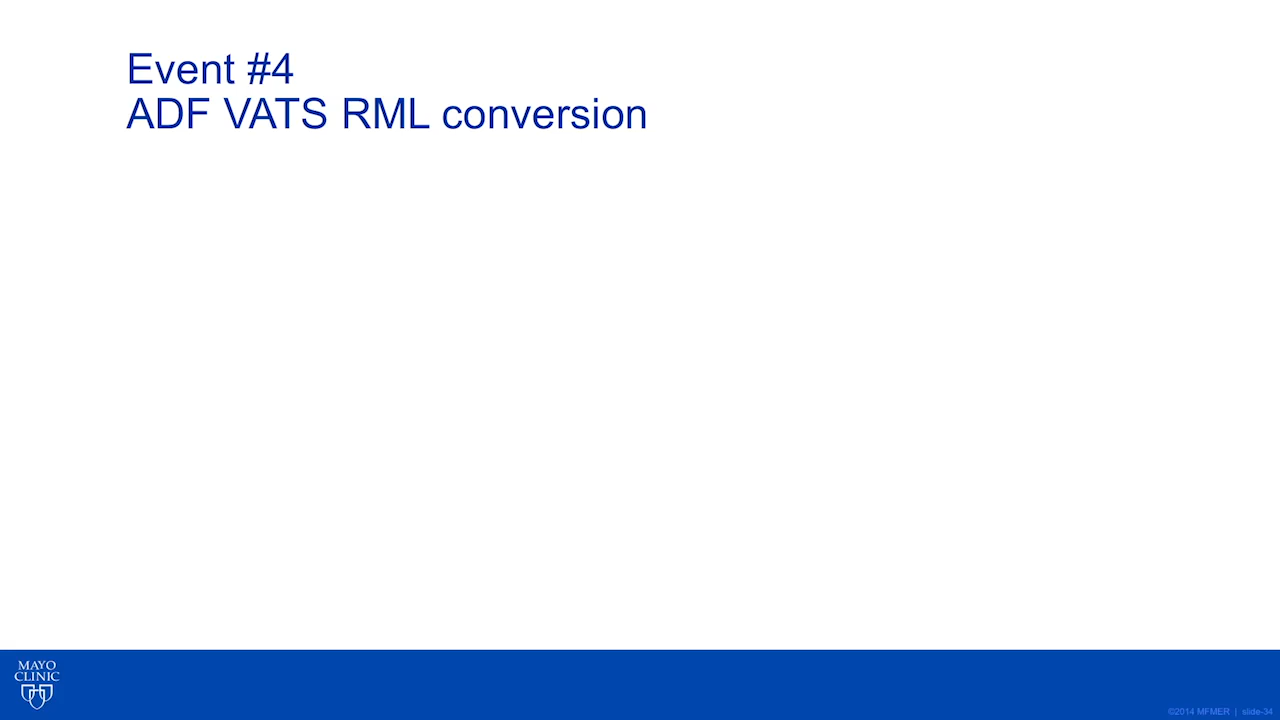 Event #4
ADF VATS RML conversion
MAYO
CLINIC
©2014 MFMER | slide-34